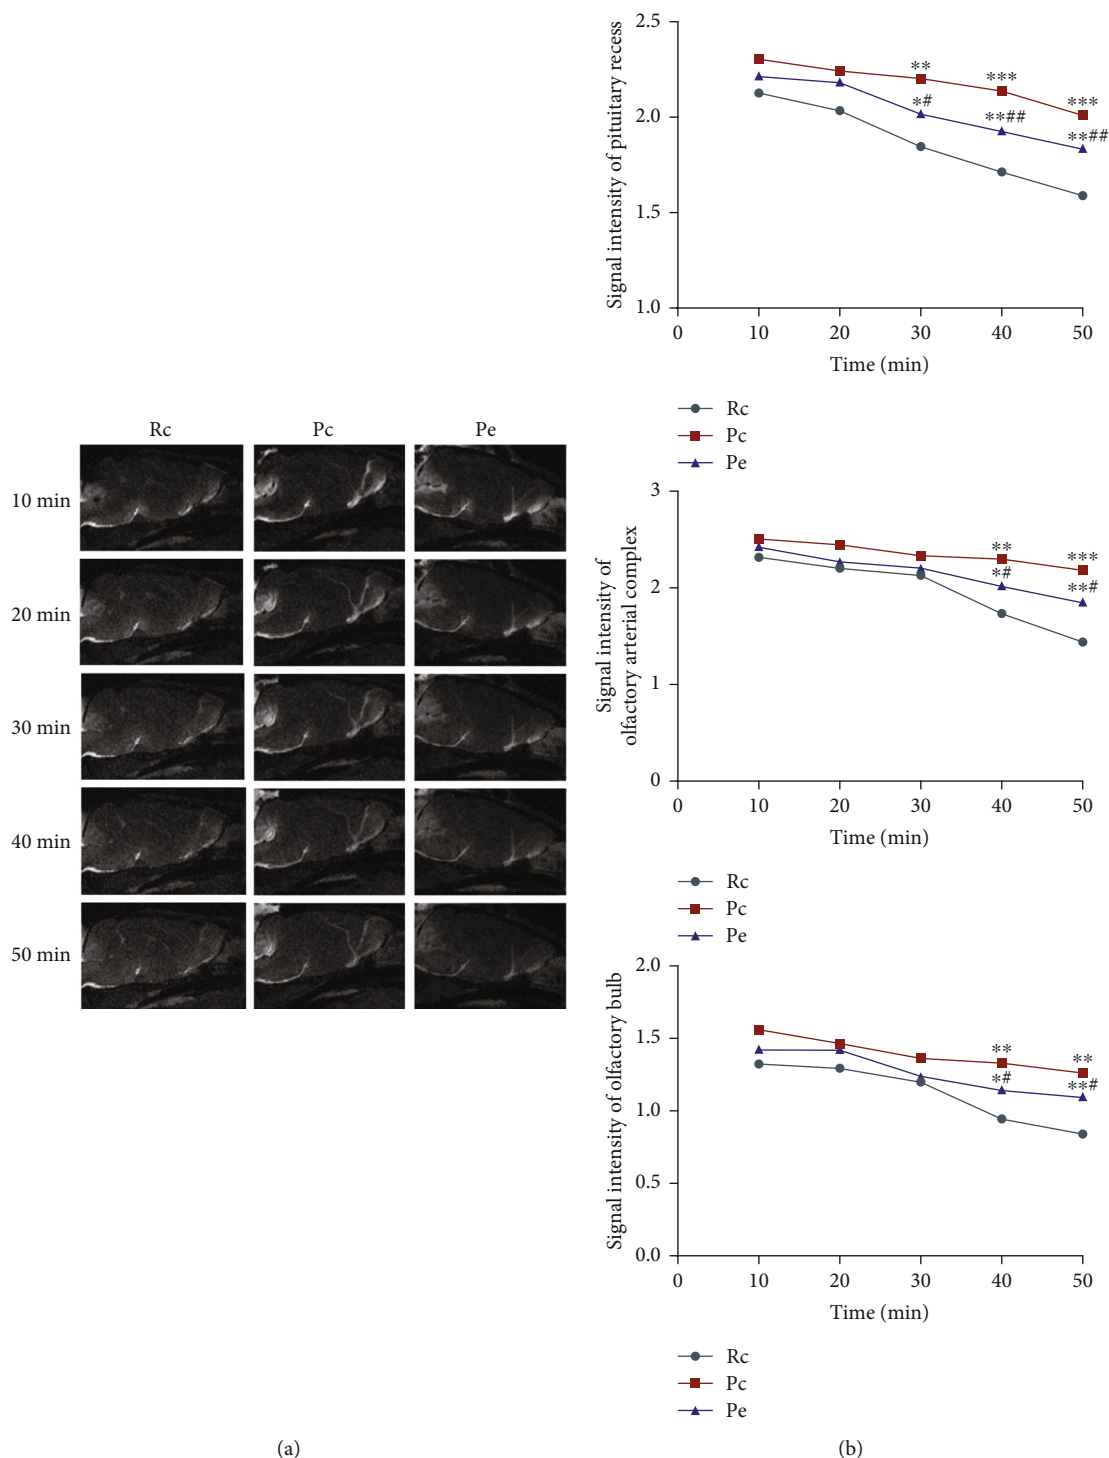 Rc Pc Pe
10 min
20 min
30 min
40 min
50 min
(a)
Signal intensity of pituitary recess
2.5
2.0
1.5
1.0
** *** ***
*# **## **##
0 10 20 30 40 50
Time (min)
Rc
Pc
Pe
Signal intensity of
olfactory arterial complex
3
2
1
0
** ***
*# **#
0 10 20 30 40 50
Time (min)
Rc
Pc
Pe
Signal intensity of olfactory bulb
2.0
1.5
1.0
0.5
0.0
** **
*# **#
0 10 20 30 40 50
Time (min)
Rc
Pc
Pe
(b)